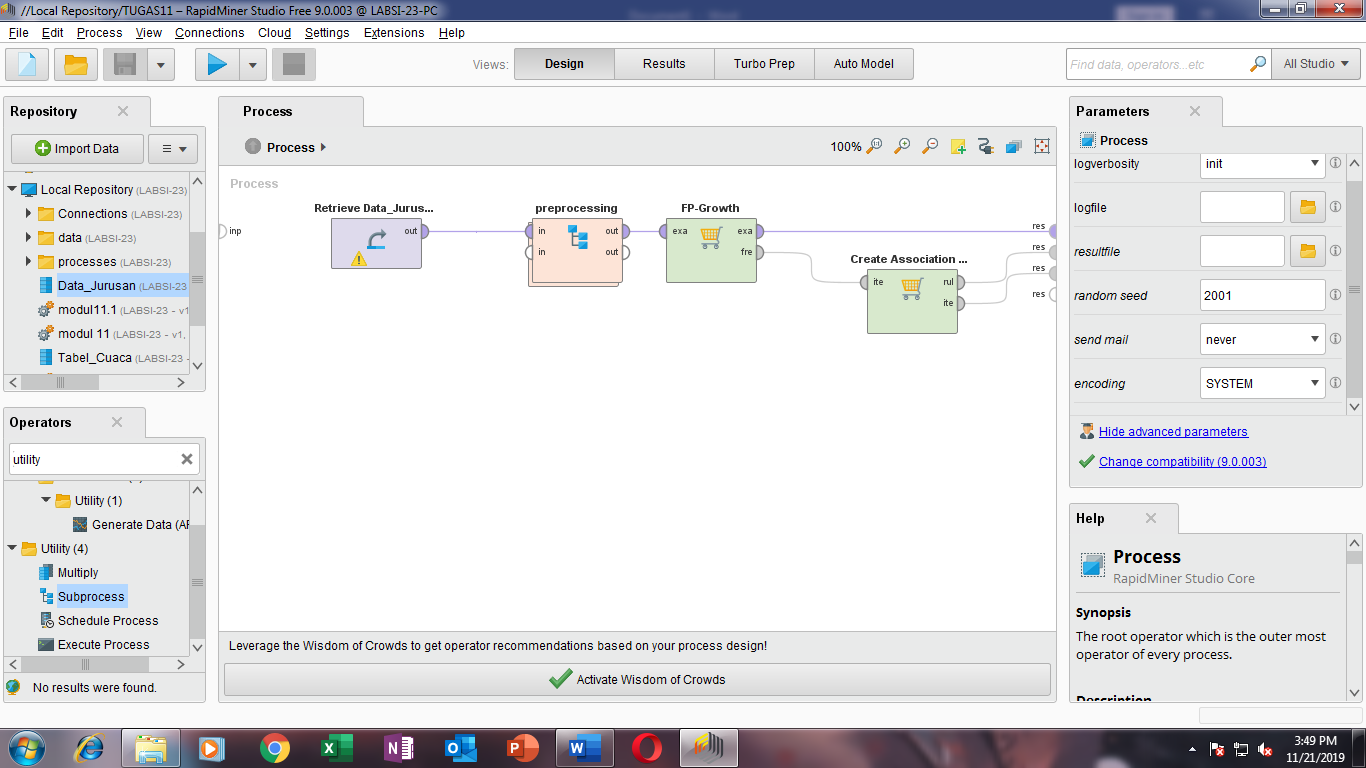 //Local Repository/TUGAS11 – RapidMiner Studio Free 9.0.003 @ LABSI-23-PC
File Edit Process View Connections Cloud Settings Extensions Help
Views: Design Results Turbo Prep Auto Model
Find data, operators...etc
All Studio
Repository
Import Data
Local Repository (LABSI-23)
Connections (LABSI-23)
data (LABSI-23)
processes (LABSI-23)
Data_Jurusan (LABSI-23
modul11.1 (LABSI-23 - v1
modul 11 (LABSI-23 - v1,
Tabel_Cuaca (LABSI-23 -
Operators
utility
Utility (1)
Generate Data (AF
Utility (4)
Multiply
Subprocess
Schedule Process
Execute Process
No results were found.
Process
Process
100%
Process
inp
Retrieve Data_Jurus...
out
preprocessing
in out
in out
FP-Growth
exa exa
fre
Create Association ...
ite rul
ite
res
res
res
res
Leverage the Wisdom of Crowds to get operator recommendations based on your process design!
Activate Wisdom of Crowds
Parameters
Process
logverbosity init
logfile
resultfile
random seed 2001
send mail never
encoding SYSTEM
Hide advanced parameters
Change compatibility (9.0.003)
Help
Process
RapidMiner Studio Core
Synopsis
The root operator which is the outer most
operator of every process.
Description
3:49 PM
11/21/2019